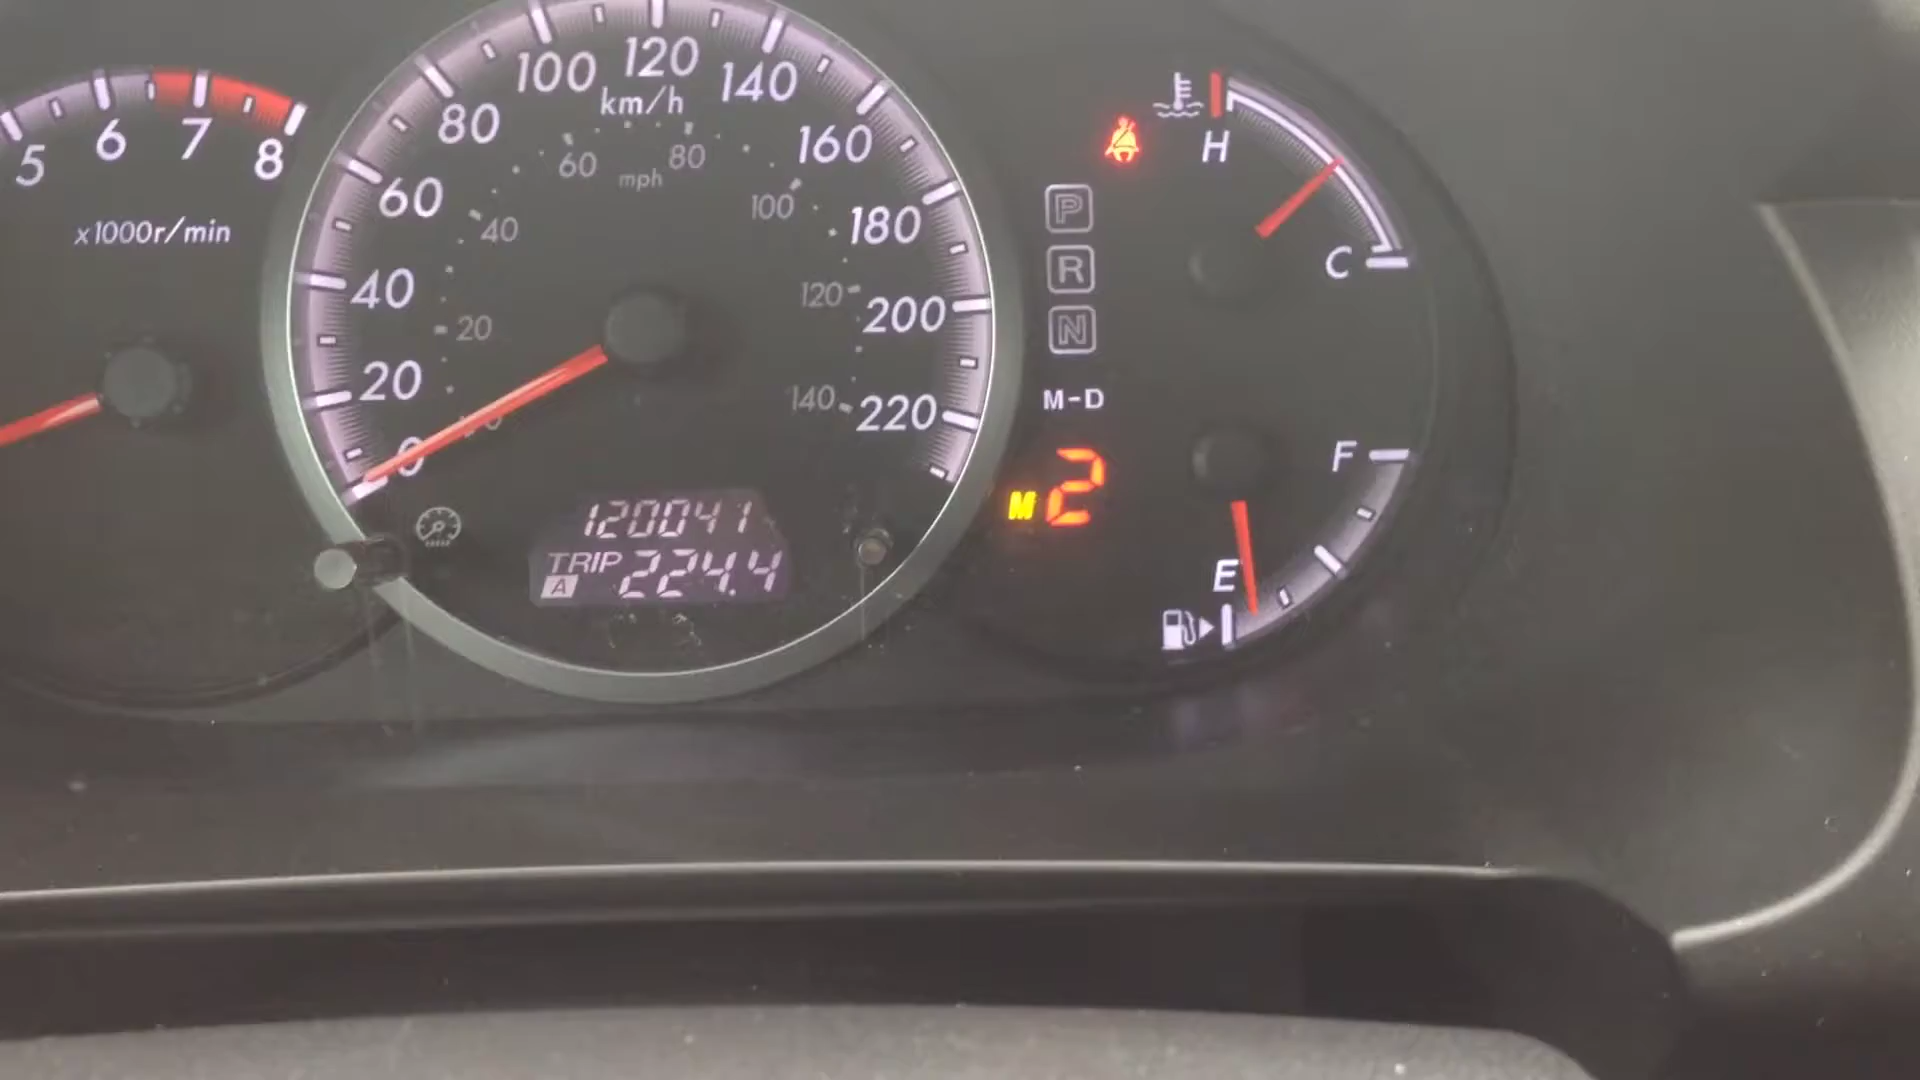 5 6 7 8
x1000r/min
0 20 40 60 80 100 120 140 160 180 200 220
km/h
20 40 60 80 100 120 140
mph
120041
TRIP
A 224.4
P
R
N
M-D
M 2
H
C
F
E